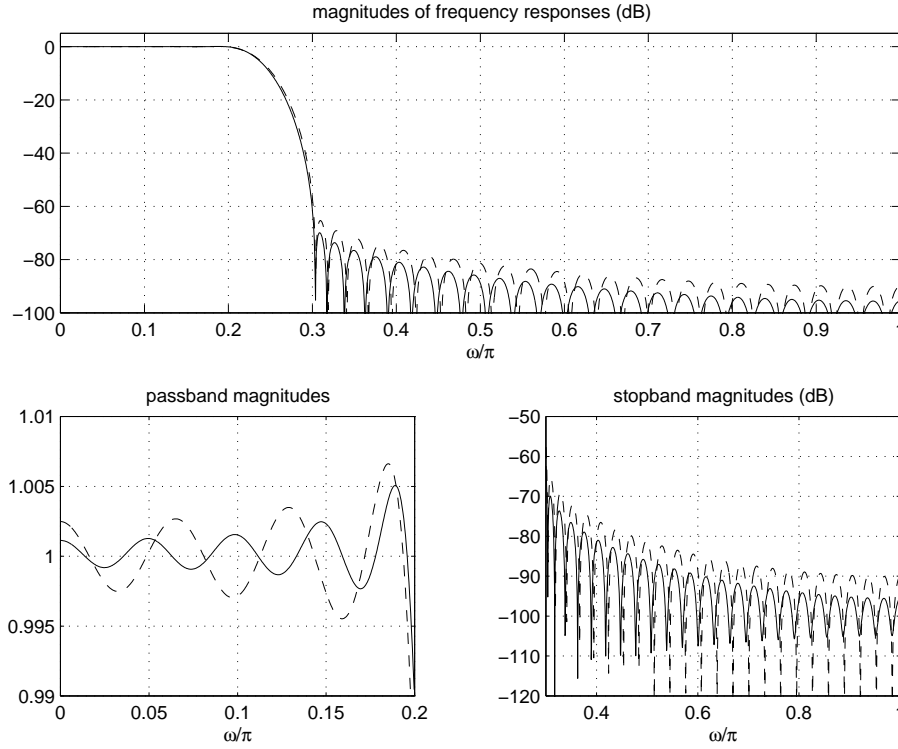 magnitudes of frequency responses (dB)
0
−20
−40
−60
−80
−100
0 0.1 0.2 0.3 0.4 0.5 0.6 0.7 0.8 0.9 1
ω/π
passband magnitudes
1.01
1.005
1
0.995
0.99
0 0.05 0.1 0.15 0.2
ω/π
stopband magnitudes (dB)
−50
−60
−70
−80
−90
−100
−110
−120
0.4 0.6 0.8 1
ω/π